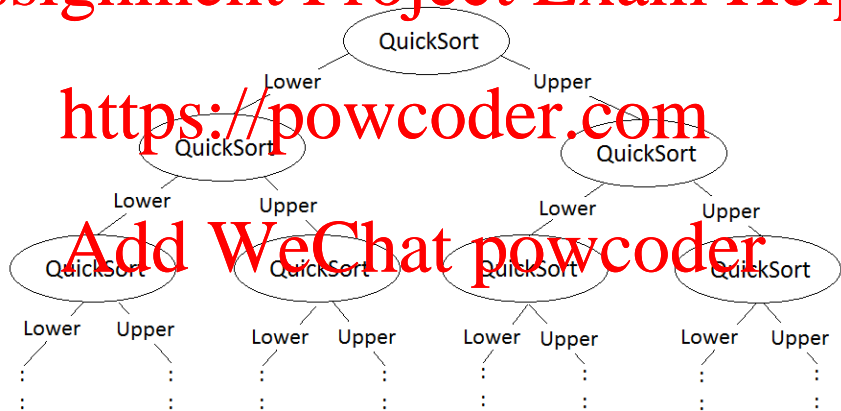 Assignment Project Exam Help
QuickSort
Lower Upper
https://powcoder.com
QuickSort QuickSort
Lower Upper Lower Upper
Add WeChat powcoder
QuickSort QuickSort QuickSort QuickSort
Lower Upper Lower Upper Lower Upper Lower Upper